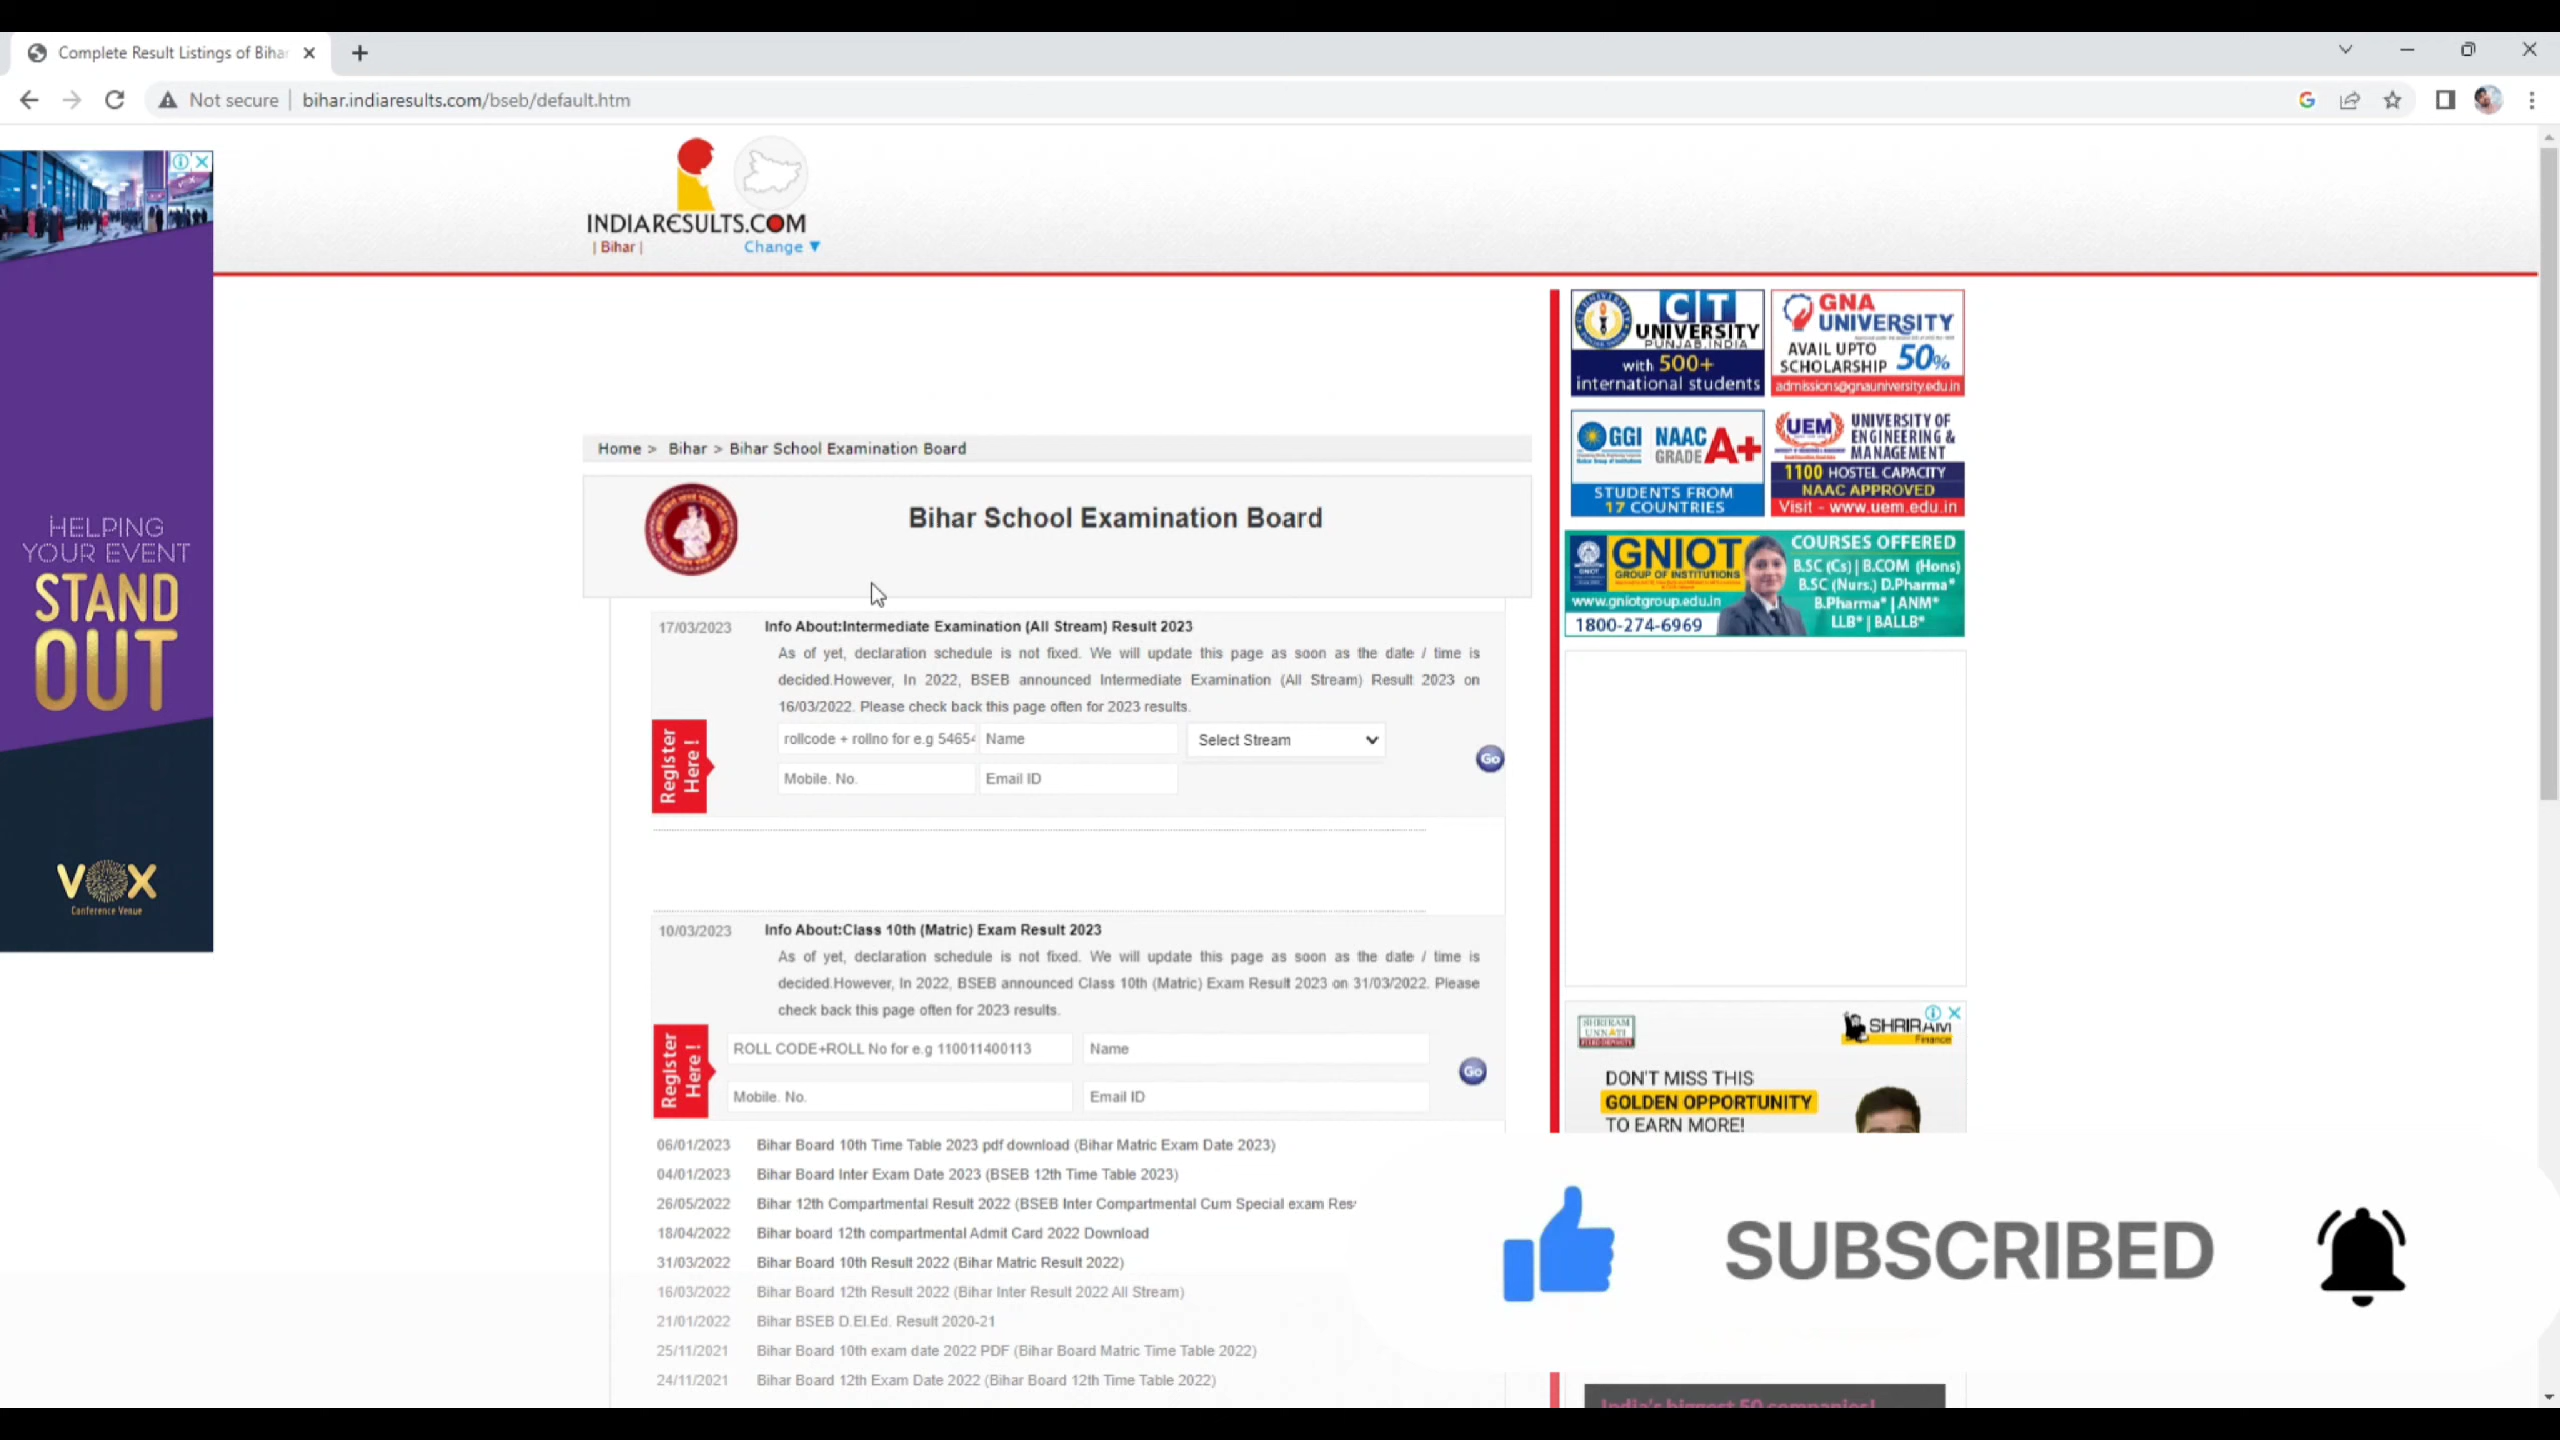 Complete Result Listings of Biha
Not secure
bihar.indiaresults.com/bseb/default.htm
INDIARESULTS.COM
| Bihar |
Change ▼
HELPING
YOUR EVENT
STAND
OUT
VOX
Conference Venue
Home > Bihar > Bihar School Examination Board
Bihar School Examination Board
17/03/2023 Info About:Intermediate Examination (All Stream) Result 2023
As of yet, declaration schedule is not fixed. We will update this page as soon as the date / time is
decided.However, In 2022, BSEB announced Intermediate Examination (All Stream) Result 2023 on
16/03/2022. Please check back this page often for 2023 results.
Register
Here !
rollcode + rollno for e.g 54654 Name Select Stream
Go
Mobile. No. Email ID
10/03/2023 Info About:Class 10th (Matric) Exam Result 2023
As of yet, declaration schedule is not fixed. We will update this page as soon as the date / time is
decided.However, In 2022, BSEB announced Class 10th (Matric) Exam Result 2023 on 31/03/2022. Please
check back this page often for 2023 results.
Register
Here !
ROLL CODE+ROLL No for e.g 110011400113 Name
Go
Mobile. No. Email ID
06/01/2023 Bihar Board 10th Time Table 2023 pdf download (Bihar Matric Exam Date 2023)
04/01/2023 Bihar Board Inter Exam Date 2023 (BSEB 12th Time Table 2023)
26/05/2022 Bihar 12th Compartmental Result 2022 (BSEB Inter Compartmental Cum Special exam Res
18/04/2022 Bihar board 12th compartmental Admit Card 2022 Download
31/03/2022 Bihar Board 10th Result 2022 (Bihar Matric Result 2022)
16/03/2022 Bihar Board 12th Result 2022 (Bihar Inter Result 2022 All Stream)
21/01/2022 Bihar BSEB D.El.Ed. Result 2020-21
25/11/2021 Bihar Board 10th exam date 2022 PDF (Bihar Board Matric Time Table 2022)
24/11/2021 Bihar Board 12th Exam Date 2022 (Bihar Board 12th Time Table 2022)
CT
UNIVERSITY
PUNJAB, INDIA
with 500+
international students
GNA
UNIVERSITY
AVAIL UPTO
SCHOLARSHIP 50%
admissions@gnauniversity.edu.in
GGI NAAC
GRADE A+
STUDENTS FROM
17 COUNTRIES
UEM UNIVERSITY OF
ENGINEERING &
MANAGEMENT
1100 HOSTEL CAPACITY
NAAC APPROVED
Visit - www.uem.edu.in
GNIOT
GROUP OF INSTITUTIONS
www.gniotgroup.edu.in
1800-274-6969
COURSES OFFERED
B.SC (Cs) | B.COM (Hons)
B.SC (Nurs.) D.Pharma*
B.Pharma* | ANM*
LLB* | BALLB*
SHRIRAM
UNNATI
SHRIRAM
Finance
DON'T MISS THIS
GOLDEN OPPORTUNITY
TO EARN MORE!
SUBSCRIBED
India's biggest 50 companies!